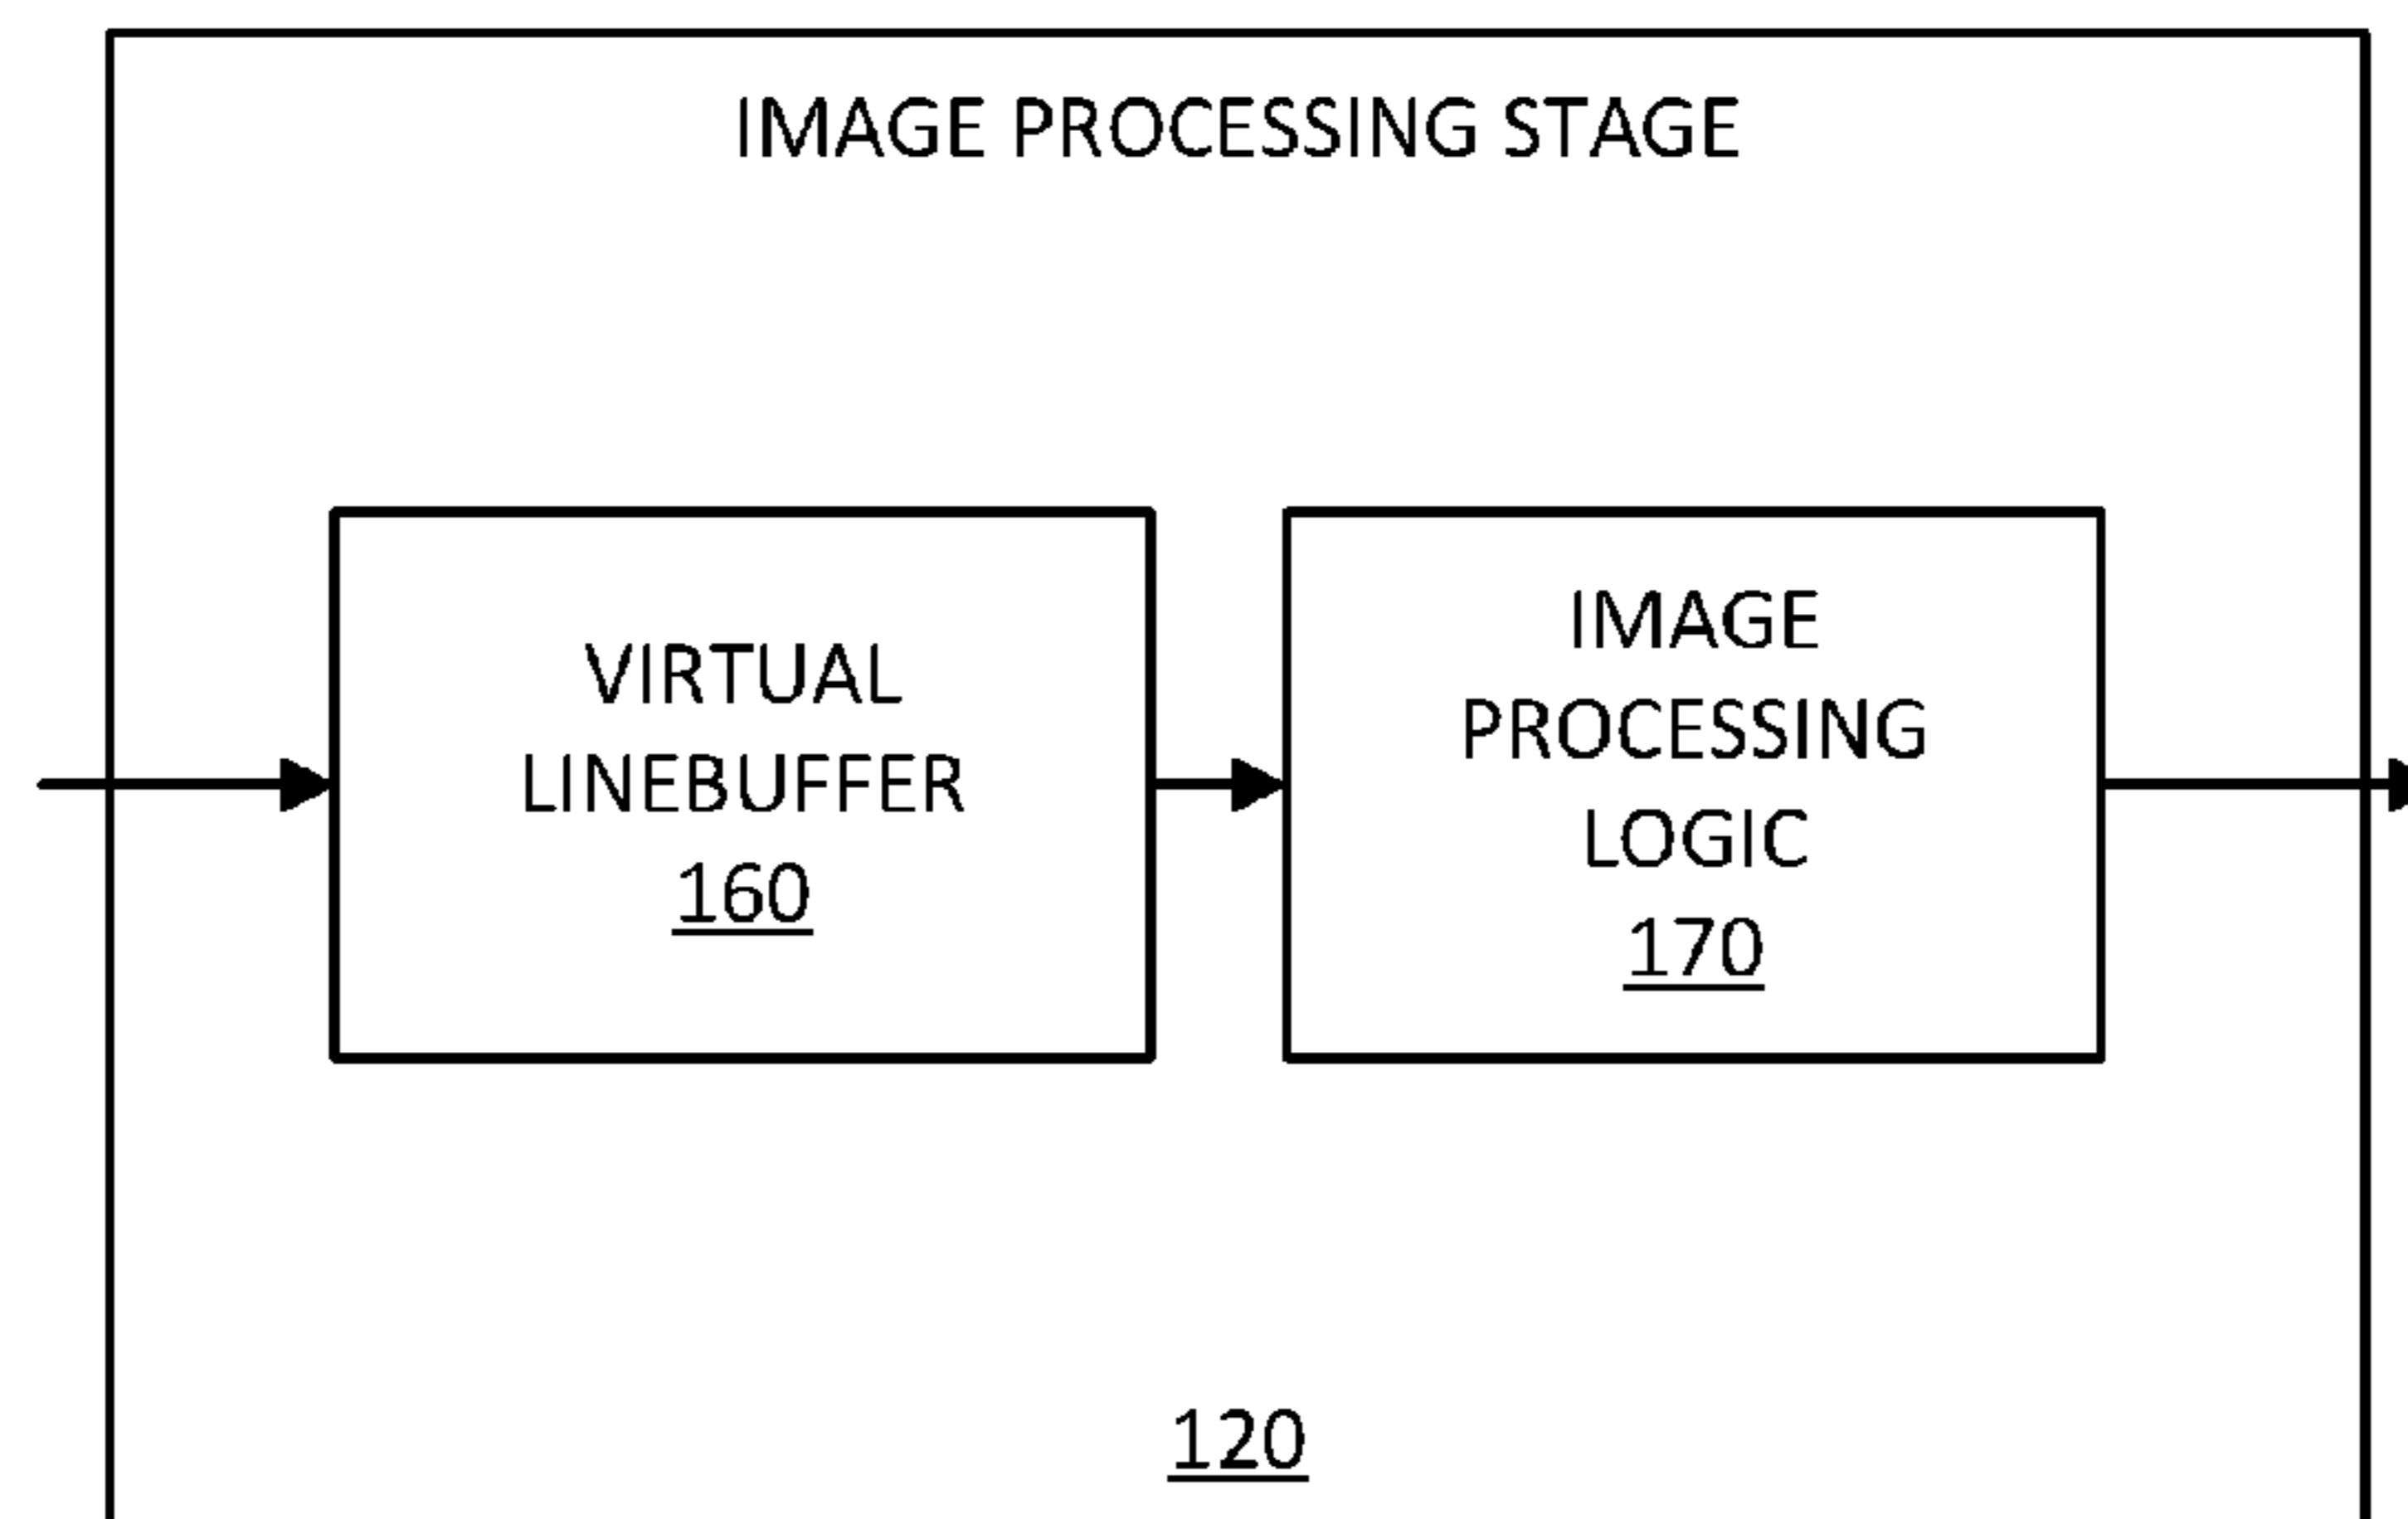 IMAGE PROCESSING STAGE
VIRTUAL
LINEBUFFER
160
IMAGE
PROCESSING
LOGIC
170
120